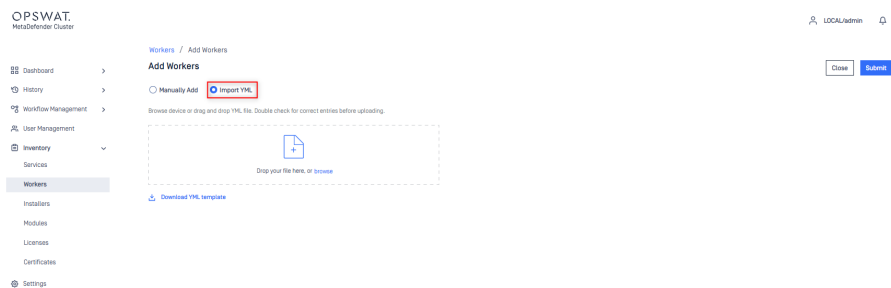 OPSWAT.
MetaDefender Cluster
LOCAL/admin
Workers / Add Workers
Add Workers
Close
Submit
Manually Add
Import YML
Browse device or drag and drop YML file. Double check for correct entries before uploading.
Drop your file here, or browse
Download YML template
Dashboard
History
Workflow Management
User Management
Inventory
Services
Workers
Installers
Modules
Licenses
Certificates
Settings